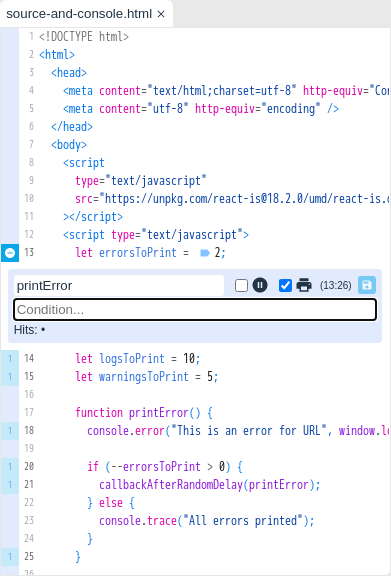 source-and-console.html ×
1 <!DOCTYPE html>
2 <html>
3 <head>
4 <meta content="text/html;charset=utf-8" http-equiv="Co
5 <meta content="utf-8" http-equiv="encoding" />
6 </head>
7 <body>
8 <script
9 type="text/javascript"
10 src="https://unpkg.com/react-is@18.2.0/umd/react-is.d
11 ></script>
12 <script type="text/javascript">
13 let errorsToPrint = 2;
printError (13:26)
Condition...
Hits: •
1 14 let logsToPrint = 10;
1 15 let warningsToPrint = 5;
16
17 function printError() {
1 18 console.error("This is an error for URL", window.lo
19
1 20 if (--errorsToPrint > 0) {
1 21 callbackAfterRandomDelay(printError);
22 } else {
23 console.trace("All errors printed");
24 }
1 25 }
26